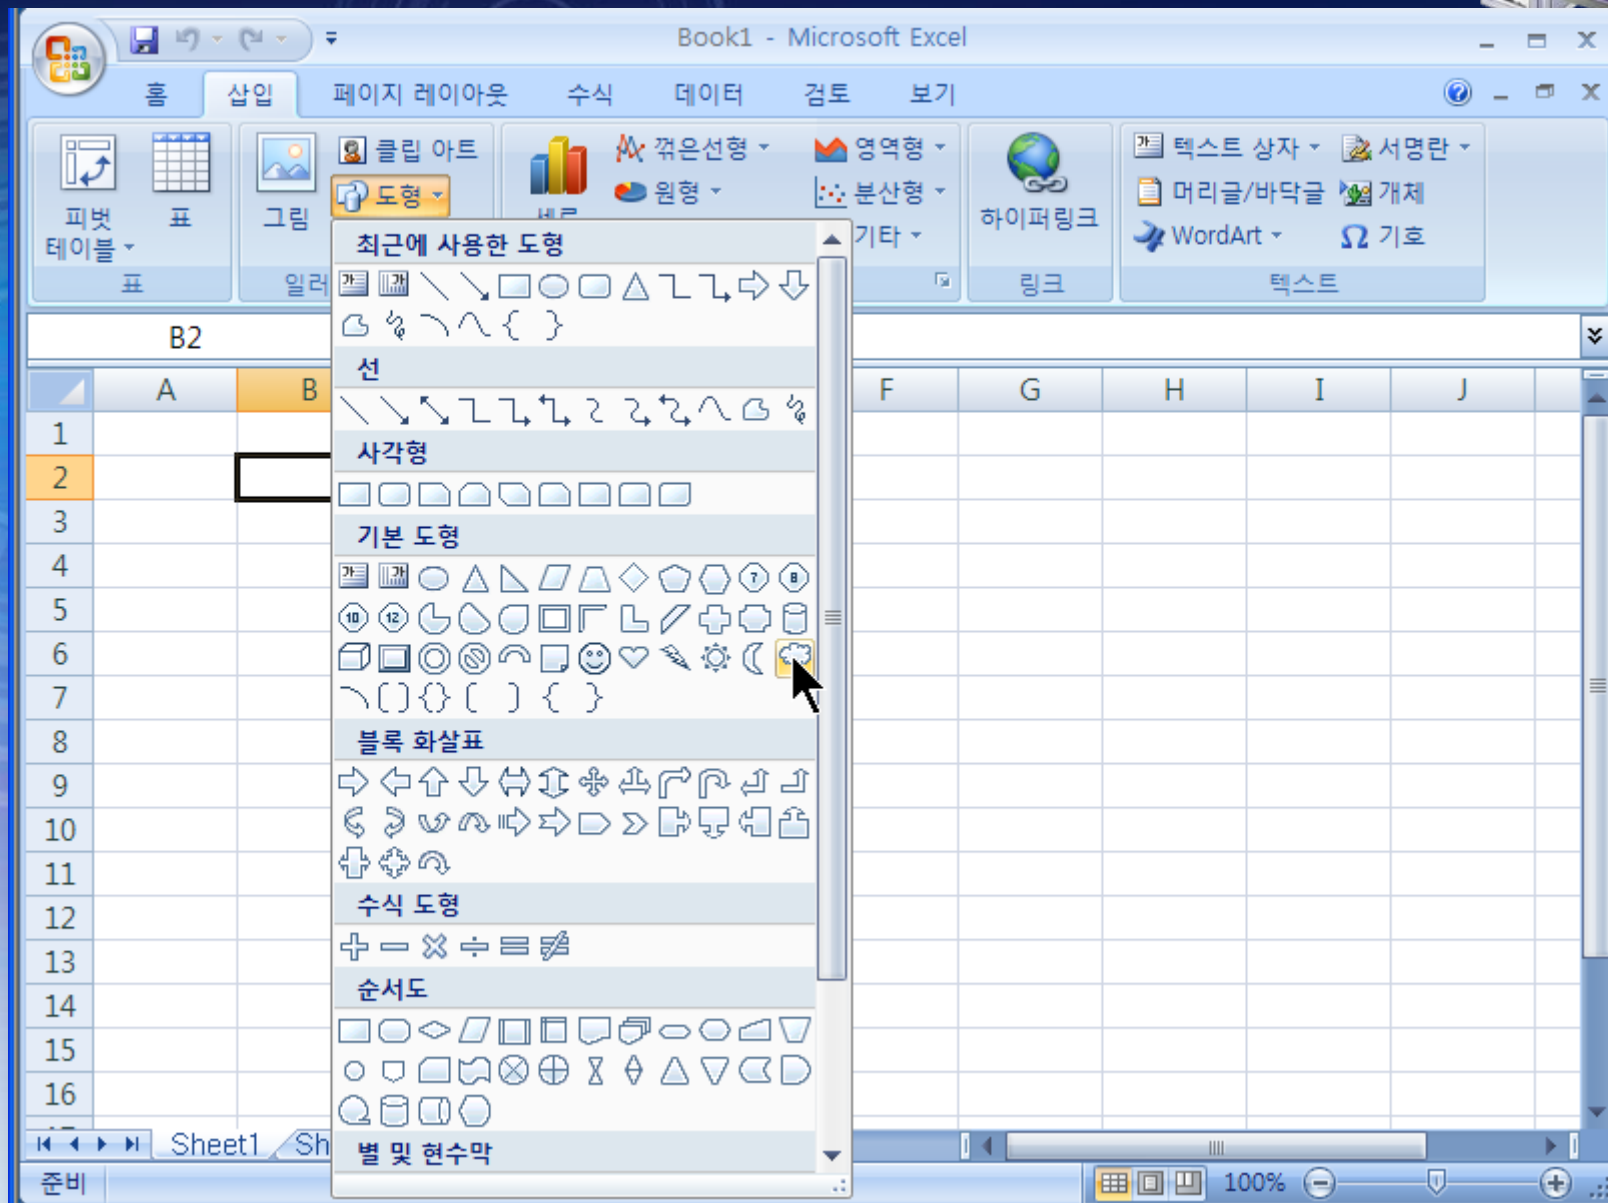 Book1 - Microsoft Excel
홈 삽입 페이지 레이아웃 수식 데이터 검토 보기
피벗 테이블
표
그림
클립 아트
도형
세로
꺾은선형
원형
영역형
분산형
기타
하이퍼링크
텍스트 상자
머리글/바닥글
WordArt
서명란
개체
기호
표
일러
링크
텍스트
B2
A B F G H I J
1
2
3
4
5
6
7
8
9
10
11
12
13
14
15
16
최근에 사용한 도형
선
사각형
기본 도형
블록 화살표
수식 도형
순서도
별 및 현수막
Sheet1 Sh
준비
100%